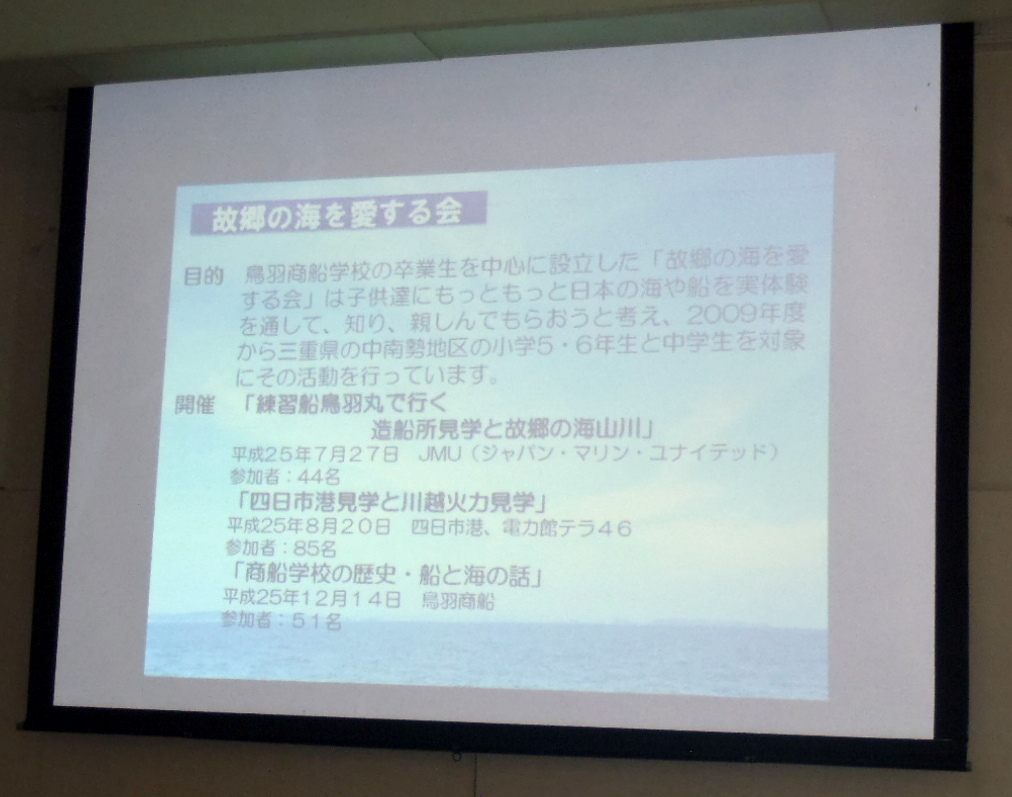 故郷の海を愛する会
目的 鳥羽商船学校の卒業生を中心に設立した「故郷の海を愛
する会」は子供達にもっともっと日本の海や船を実体験
を通して、知り、親しんでもらおうと考え、2009年度
から三重県の中南勢地区の小学5・6年生と中学生を対象
にその活動を行っています。
開催 「練習船鳥羽丸で行く
造船所見学と故郷の海山川」
平成25年7月27日 JMU(ジャパン・マリン・ユナイテッド)
参加者:44名
「四日市港見学と川越火力見学」
平成25年8月20日 四日市港、電力館テラ46
参加者:85名
「商船学校の歴史・船と海の話」
平成25年12月14日 鳥羽商船
参加者:51名